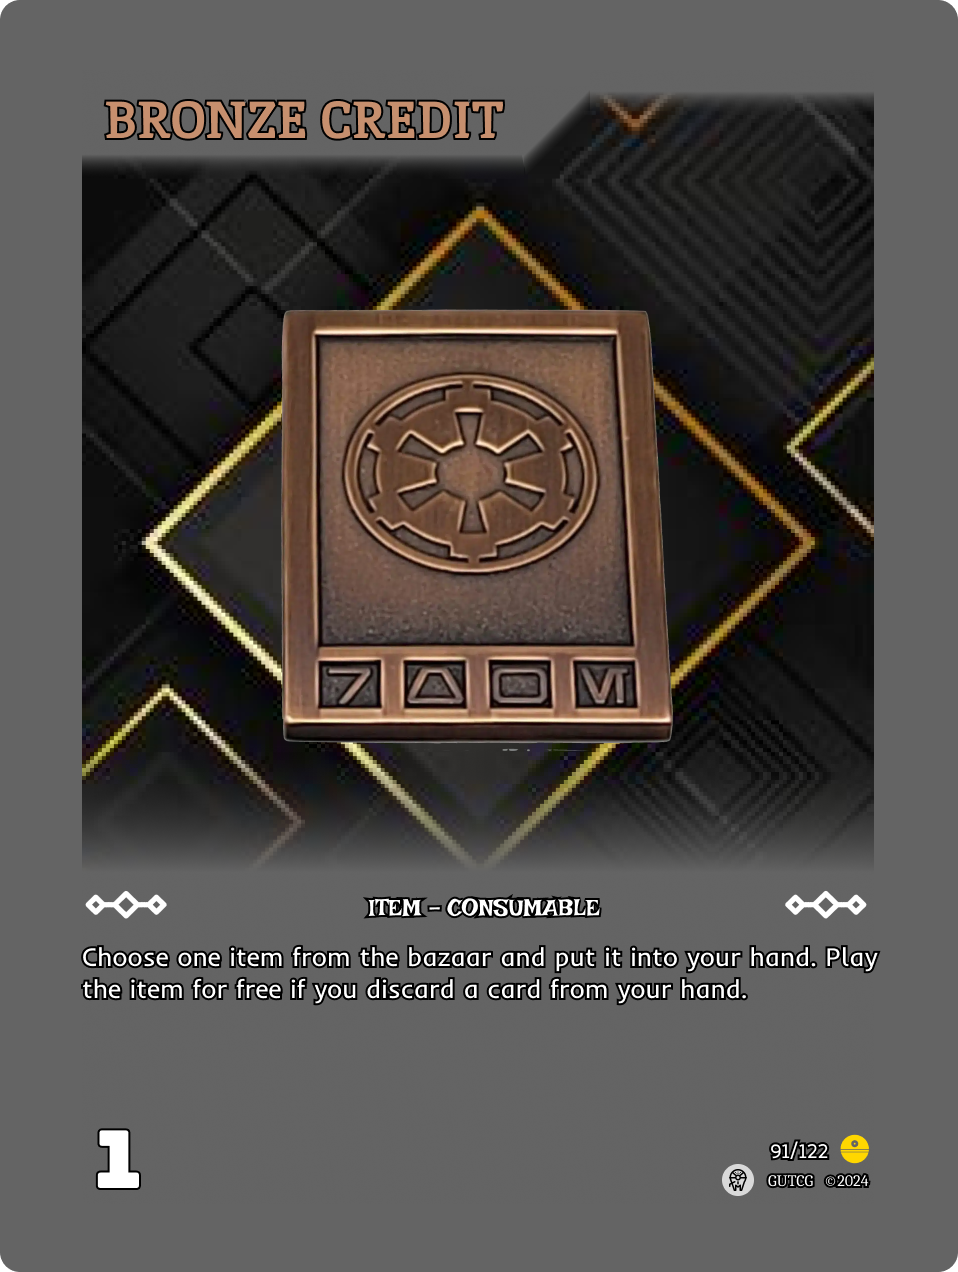 BRONZE CREDIT
ITEM - CONSUMABLE
Choose one item from the bazaar and put it into your hand. Play
the item for free if you discard a card from your hand.
1
91/122
GUTCG ©2024